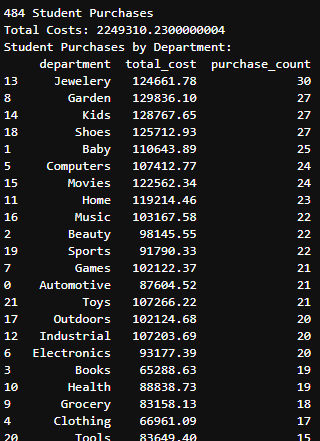 484 Student Purchases
Total Costs: 2249310.2300000004
Student Purchases by Department:
department total_cost purchase_count
13 Jewelery 124661.78 30
8 Garden 129836.10 27
14 Kids 128767.65 27
18 Shoes 125712.93 27
1 Baby 110643.89 25
5 Computers 107412.77 24
15 Movies 122562.34 24
11 Home 119214.46 23
16 Music 103167.58 22
2 Beauty 98145.55 22
19 Sports 91790.33 22
7 Games 102122.37 21
0 Automotive 87604.52 21
21 Toys 107266.22 21
17 Outdoors 102124.68 20
12 Industrial 107203.69 20
6 Electronics 93177.39 20
3 Books 65288.63 19
10 Health 88838.73 19
9 Grocery 83158.13 18
4 Clothing 66961.09 17
20 Tools 83649.40 15